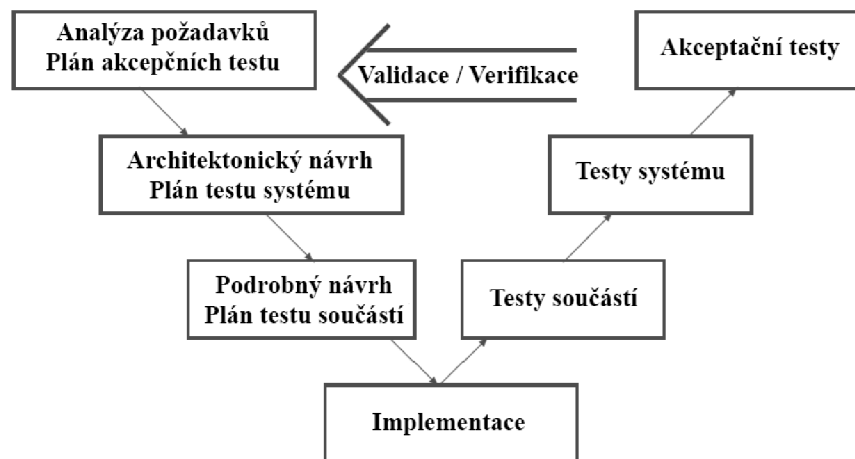 Analýza požadavků
Plán akcepčních testu
Validace / Verifikace
Akceptační testy
Architektonický návrh
Plán testu systému
Testy systému
Podrobný návrh
Plán testu součástí
Testy součástí
Implementace